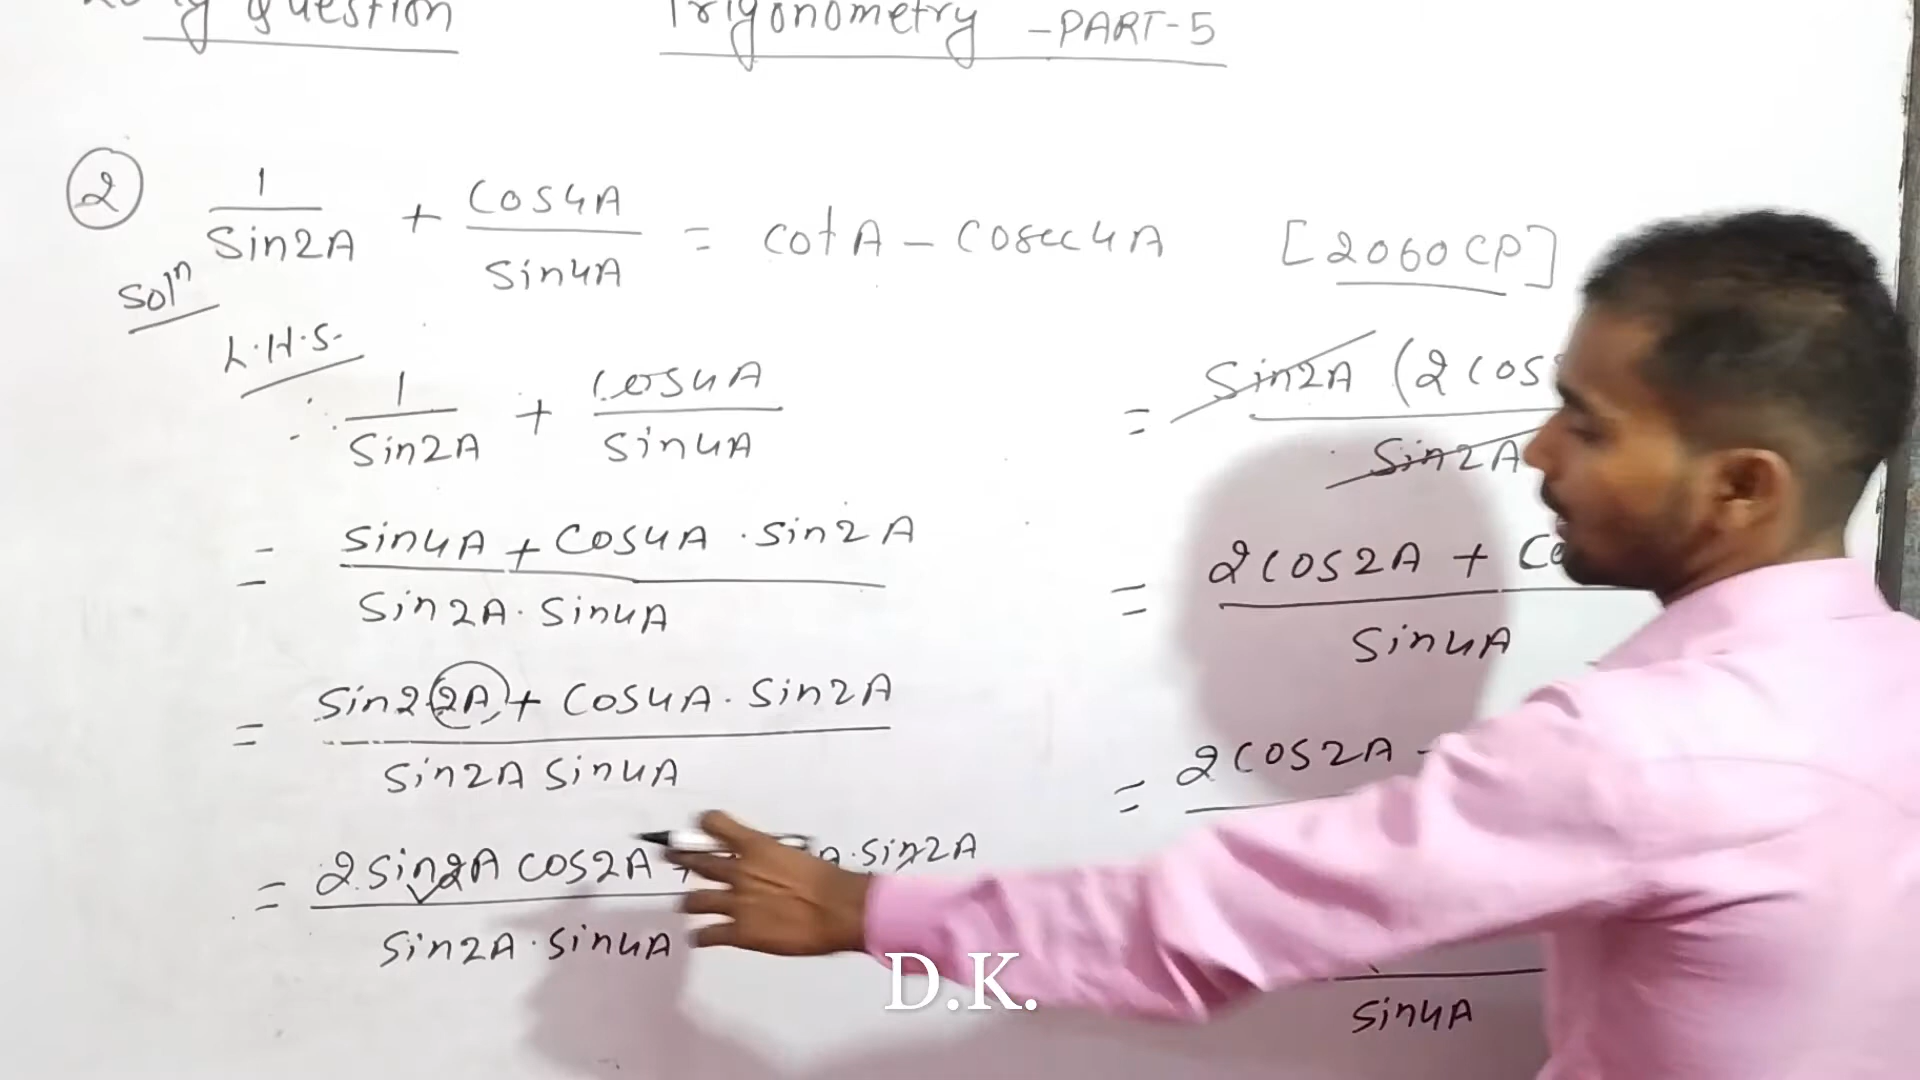 Question Trigonometry - PART-5
2 1/Sin2A + Cos4A/Sin4A = cotA - Cosec4A [2060 CP]
Solⁿ
L.H.S.
1/Sin2A + Cos4A/Sin4A
= Sin4A + Cos4A · Sin2A / Sin2A · Sin4A
= Sin22A + Cos4A · Sin2A / Sin2A Sin4A
= 2 Sin2A Cos2A + A · Sin2A / Sin2A · Sin4A
= Sin2A (2 Cos / Sin2A
= 2 Cos2A + / Sin4A
= 2 Cos2A
Sin4A
D.K.